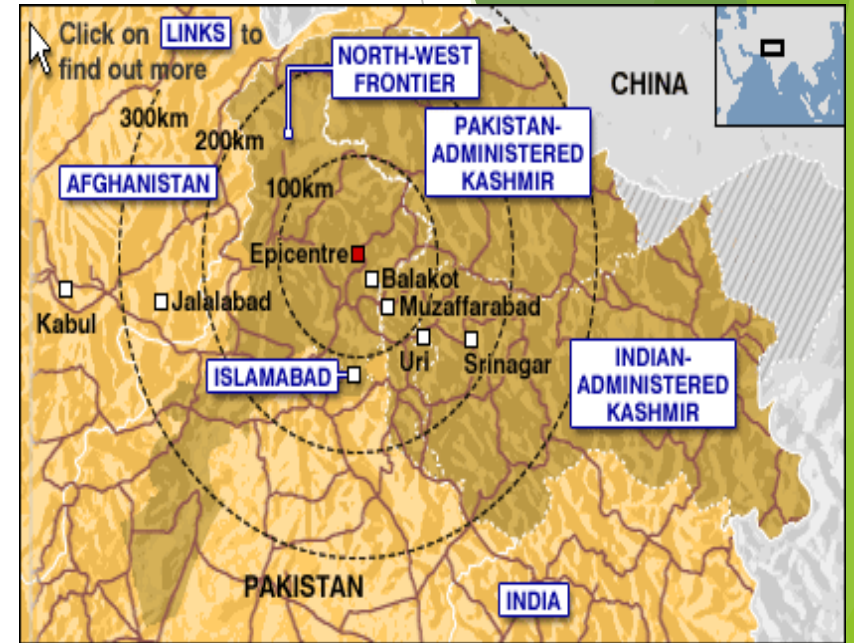 Click on LINKS to
find out more
NORTH-WEST
FRONTIER
CHINA
300km
200km
PAKISTAN-
ADMINISTERED
KASHMIR
AFGHANISTAN
100km
Epicentre
Balakot
Jalalabad
Muzaffarabad
Kabul
Uri
Srinagar
ISLAMABAD
INDIAN-
ADMINISTERED
KASHMIR
PAKISTAN
INDIA